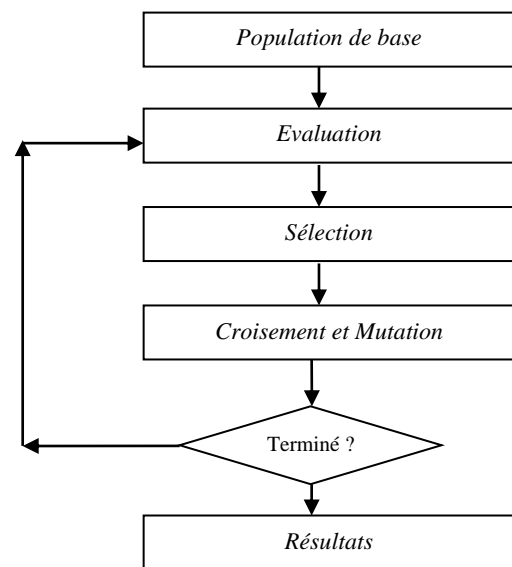 Population de base
Evaluation
Sélection
Croisement et Mutation
Terminé ?
Résultats